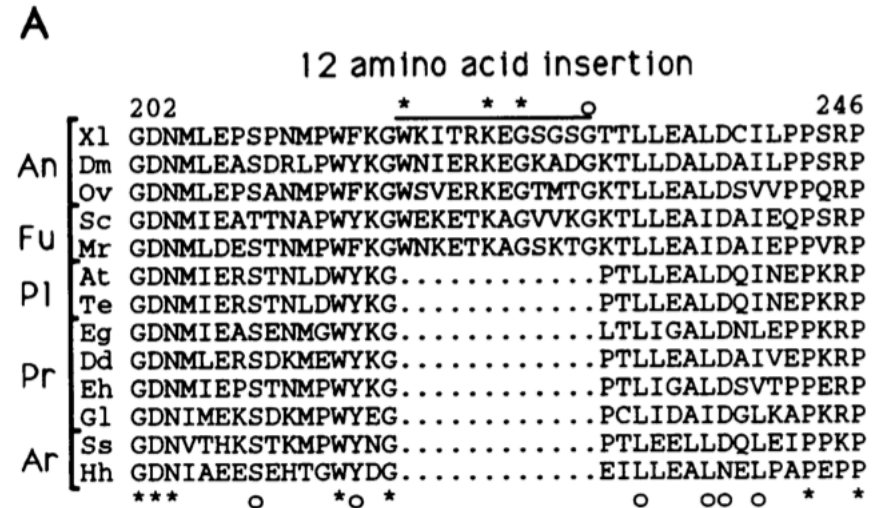 A
12 amino acid insertion
* * * o
202 246
An Xl GDNMLEPSPNMPWFKGWKITRKEGSGSGTTLLEALDCILPPSRP
Dm GDNMLEASDRLPWYKGWNIERKEGKADGKTLLDALDAILPPSRP
Ov GDNMLEPSANMPWFKGWSVERKEGTMTGKTLLEALDSVVPPQRP
Fu Sc GDNMIEATTNAPWYKGWEKETKAGVVKGKTLLEAIDAIEQPSRP
Mr GDNMLDESTNMPWFKGWNKETKAGSKTGKTLLEAIDAIEPPVRP
Pl At GDNMIERSTNLDWYKG............PTLLEALDQINEPKRP
Te GDNMIERSTNLDWYKG............PTLLEALDQINEPKRP
Pr Eg GDNMIEASENMGWYKG............LTLIGALDNLEPPKRP
Dd GDNMLERSDKMEWYKG............PTLLEALDAIVEPKRP
Eh GDNMIEPSTNMPWYKG............PTLIGALDSVTPPERP
Gl GDNIMEKSDKMPWYEG............PCLIDAIDGLKAPKRP
Ar Ss GDNVTHKSTKMPWYNG............PTLEELLDQLEIPPKP
Hh GDNIAEESEHTGWYDG............EILLEALNELPAPEPP
*** o *o * o oo o * *